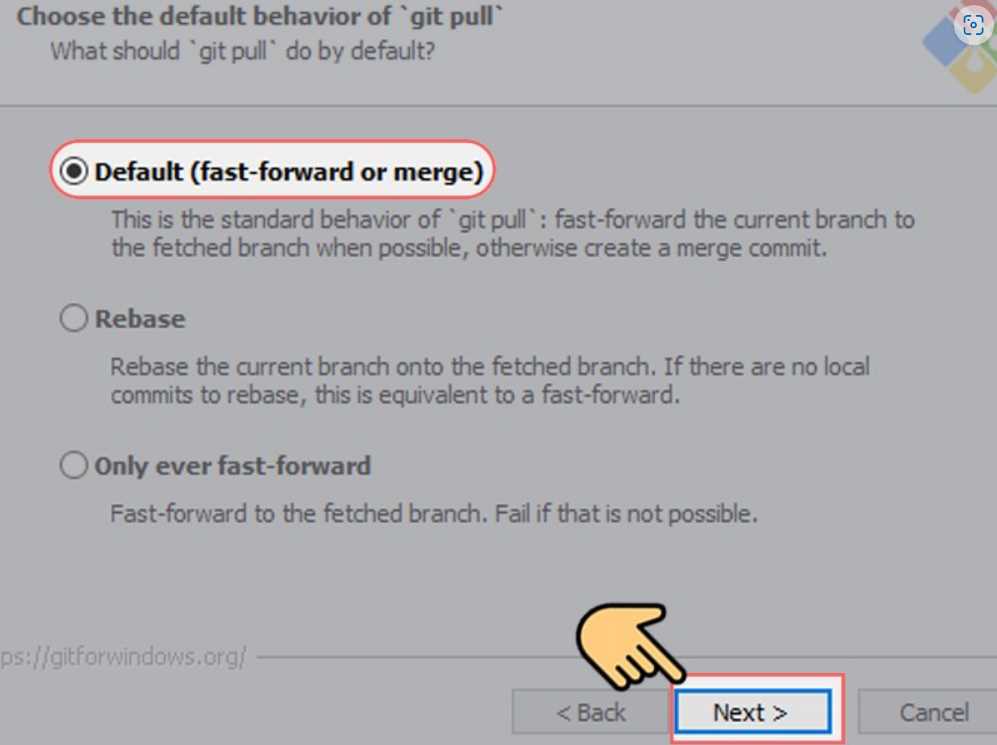 Choose the default behavior of `git pull`
What should `git pull` do by default?
Default (fast-forward or merge)
This is the standard behavior of `git pull`: fast-forward the current branch to
the fetched branch when possible, otherwise create a merge commit.
Rebase
Rebase the current branch onto the fetched branch. If there are no local
commits to rebase, this is equivalent to a fast-forward.
Only ever fast-forward
Fast-forward to the fetched branch. Fail if that is not possible.
ps://gitforwindows.org/
< Back
Next >
Cancel